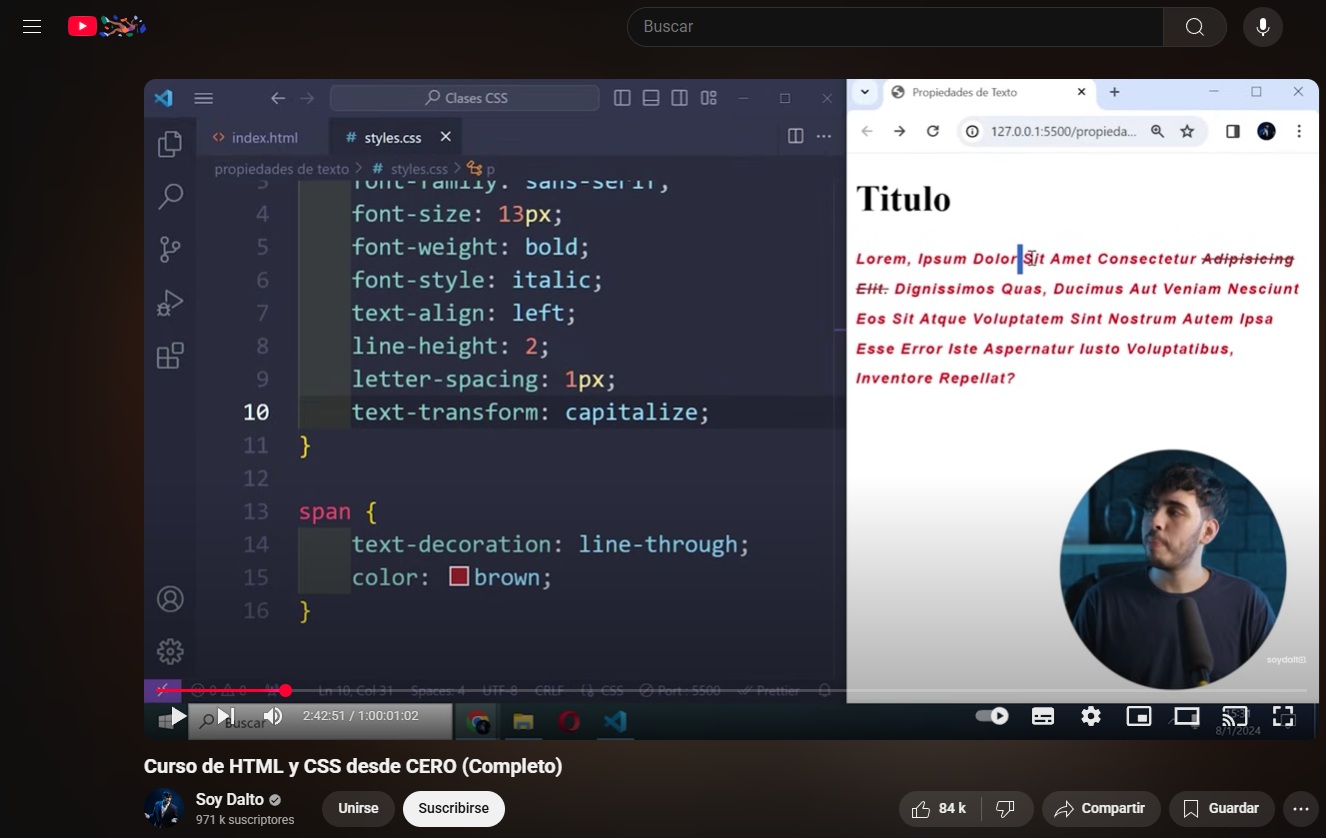 Buscar
Clases CSS
index.html
# styles.css
propiedades de texto > # styles.css > p
3 font-family: sans-serif;
4 font-size: 13px;
5 font-weight: bold;
6 font-style: italic;
7 text-align: left;
8 line-height: 2;
9 letter-spacing: 1px;
10 text-transform: capitalize;
11 }
12
13 span {
14 text-decoration: line-through;
15 color: brown;
16 }
Ln 10, Col 31 Spaces: 4 UTF-8 CRLF {} CSS Port : 5500 Prettier
Propiedades de Texto
127.0.0.1:5500/propieda...
Titulo
Lorem, Ipsum Dolor Sit Amet Consectetur Adipisicing
Elit. Dignissimos Quas, Ducimus Aut Veniam Nesciunt
Eos Sit Atque Voluptatem Sint Nostrum Autem Ipsa
Esse Error Iste Aspernatur Iusto Voluptatibus,
Inventore Repellat?
soydalto
Buscar
2:42:51 / 1:00:01:02
8/1/2024
Curso de HTML y CSS desde CERO (Completo)
Soy Dalto
971 k suscriptores
Unirse
Suscribirse
84 k
Compartir
Guardar